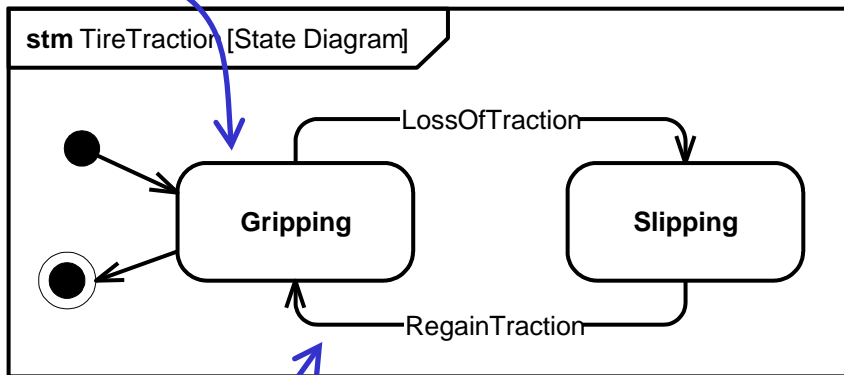 stm TireTraction [State Diagram]
LossOfTraction
Gripping
Slipping
RegainTraction